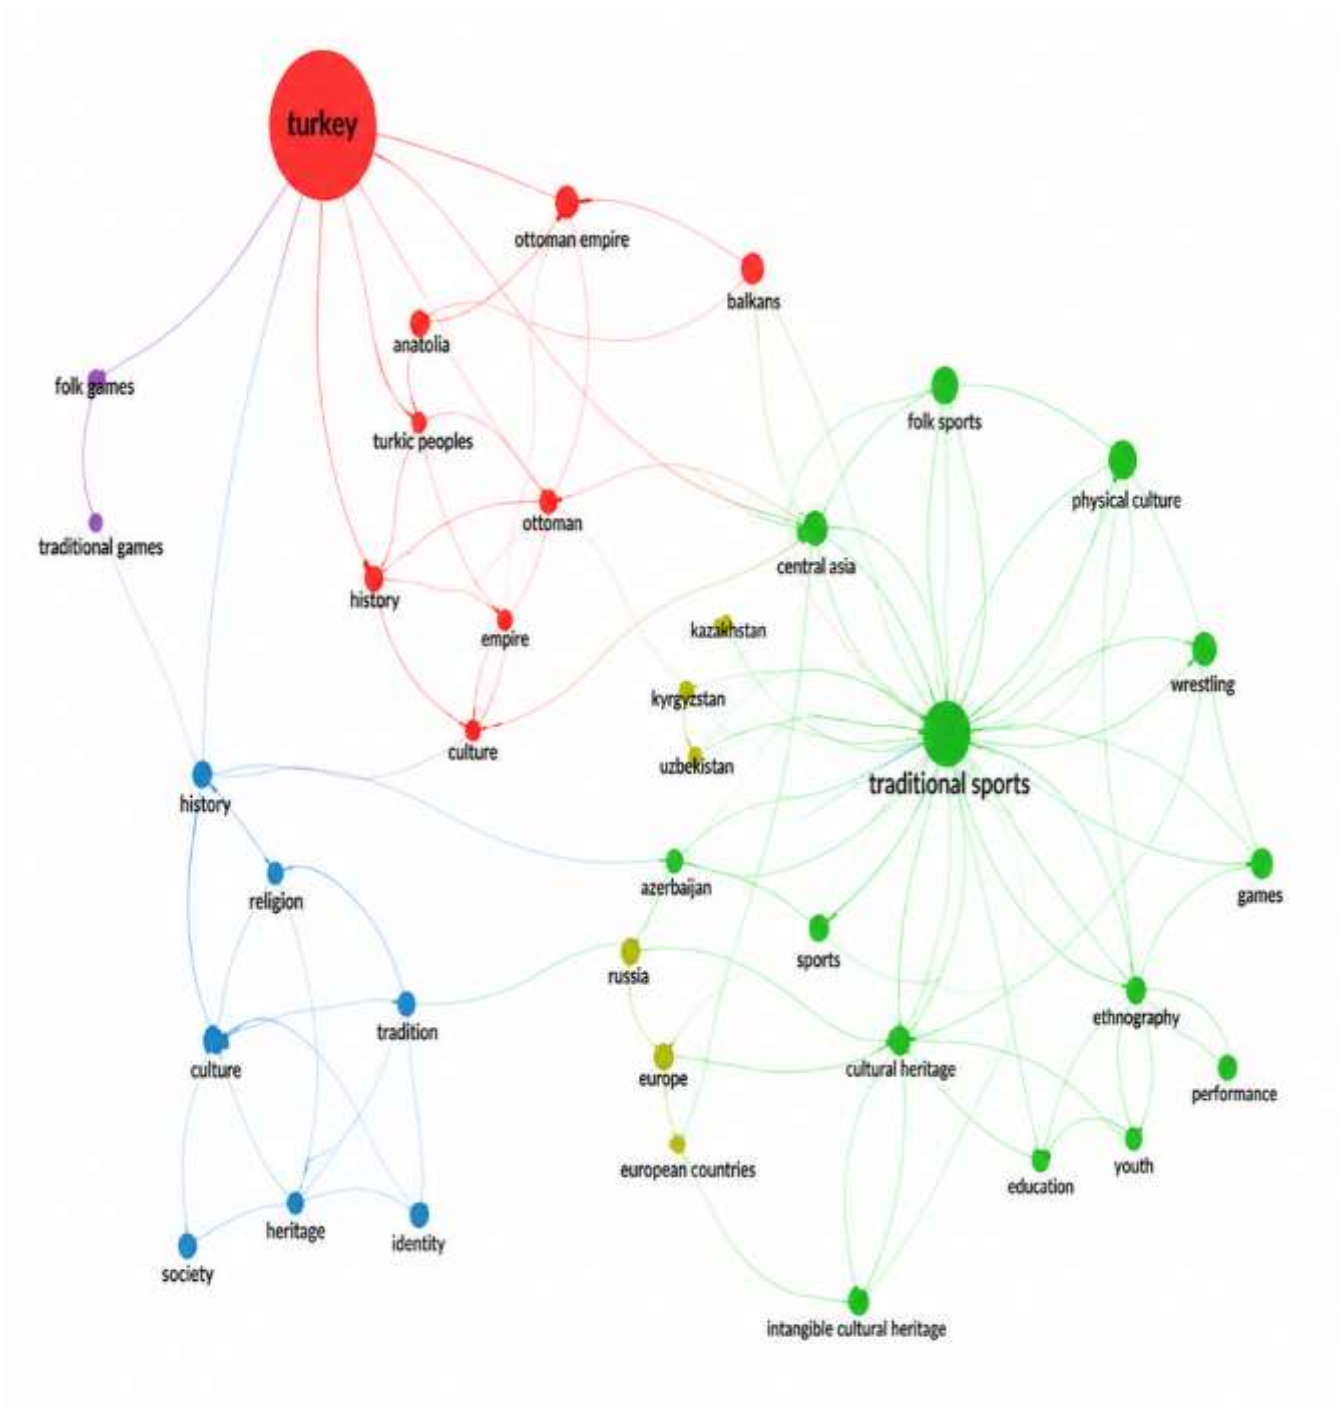 turkey
ottoman empire
balkans
anatolia
folk games
folk sports
turkic peoples
physical culture
ottoman
traditional games
central asia
history
empire
kazakhstan
wrestling
kyrgyzstan
culture
uzbekistan
traditional sports
history
azerbaijan
games
religion
sports
russia
ethnography
tradition
culture
europe
cultural heritage
performance
european countries
youth
education
heritage
identity
society
intangible cultural heritage